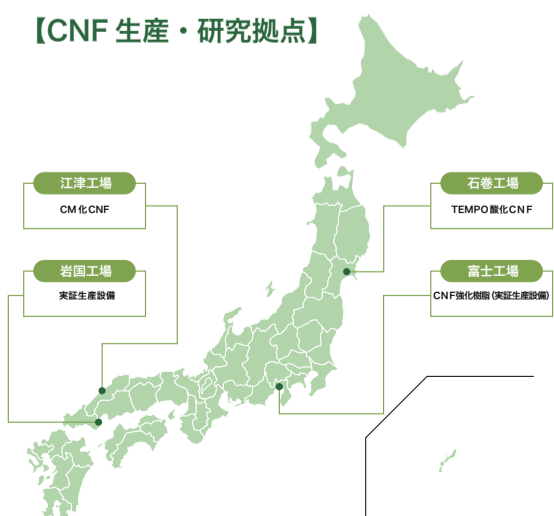 【CNF 生産・研究拠点】
江津工場
CM化CNF
岩国工場
実証生産設備
石巻工場
TEMPO酸化CNF
富士工場
CNF強化樹脂（実証生産設備）